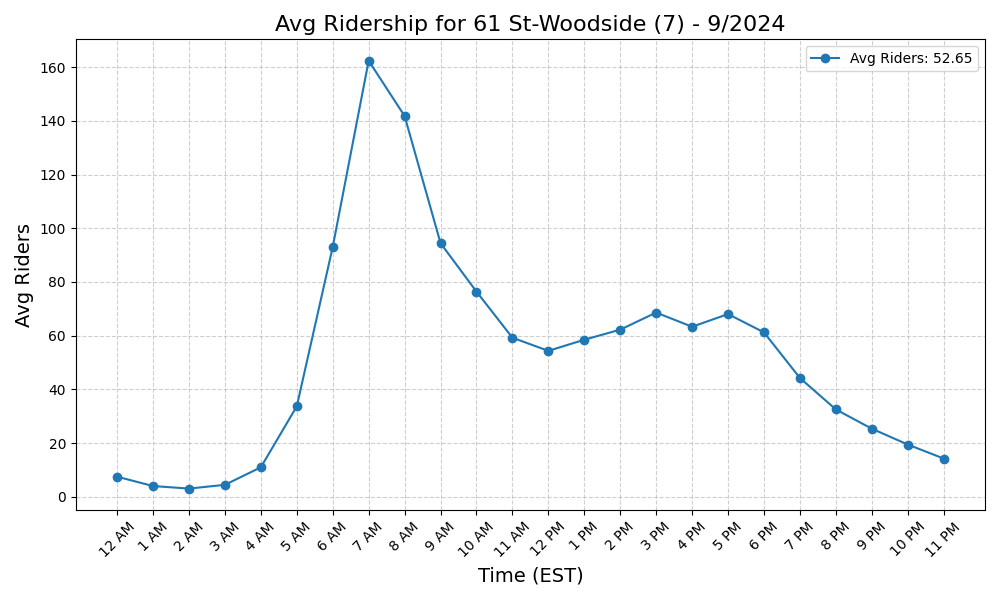 Avg Ridership for 61 St-Woodside (7) - 9/2024
Avg Riders: 52.65
Avg Riders
160
140
120
100
80
60
40
20
0
12 AM
1 AM
2 AM
3 AM
4 AM
5 AM
6 AM
7 AM
8 AM
9 AM
10 AM
11 AM
12 PM
1 PM
2 PM
3 PM
4 PM
5 PM
6 PM
7 PM
8 PM
9 PM
10 PM
11 PM
Time (EST)